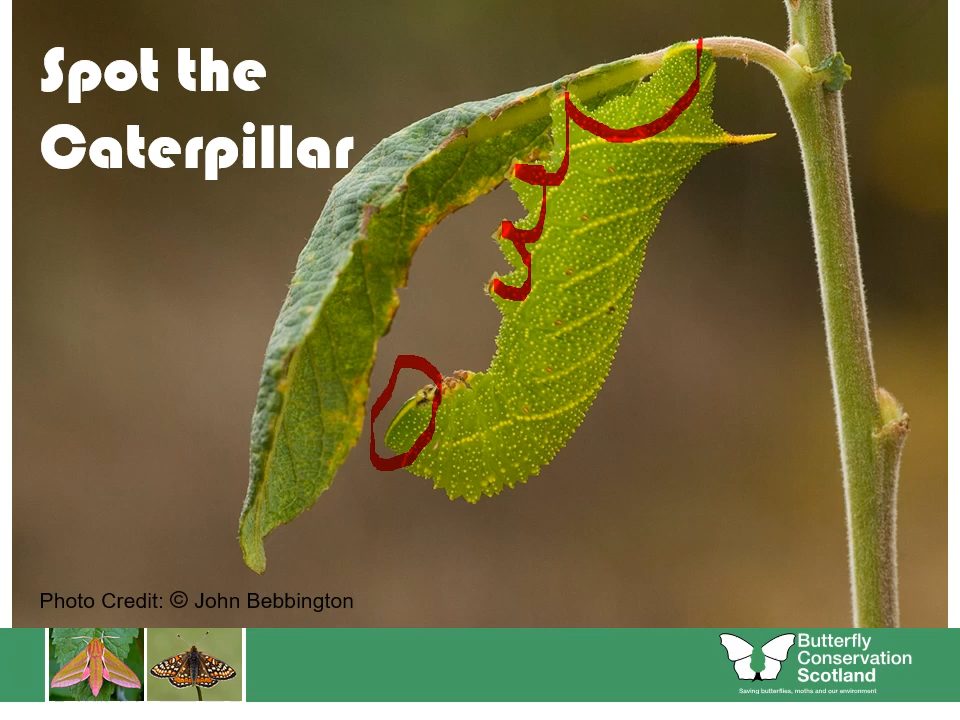 Spot the
Caterpillar
Photo Credit: © John Bebbington
Butterfly
Conservation
Scotland
Saving butterflies, moths and our environment